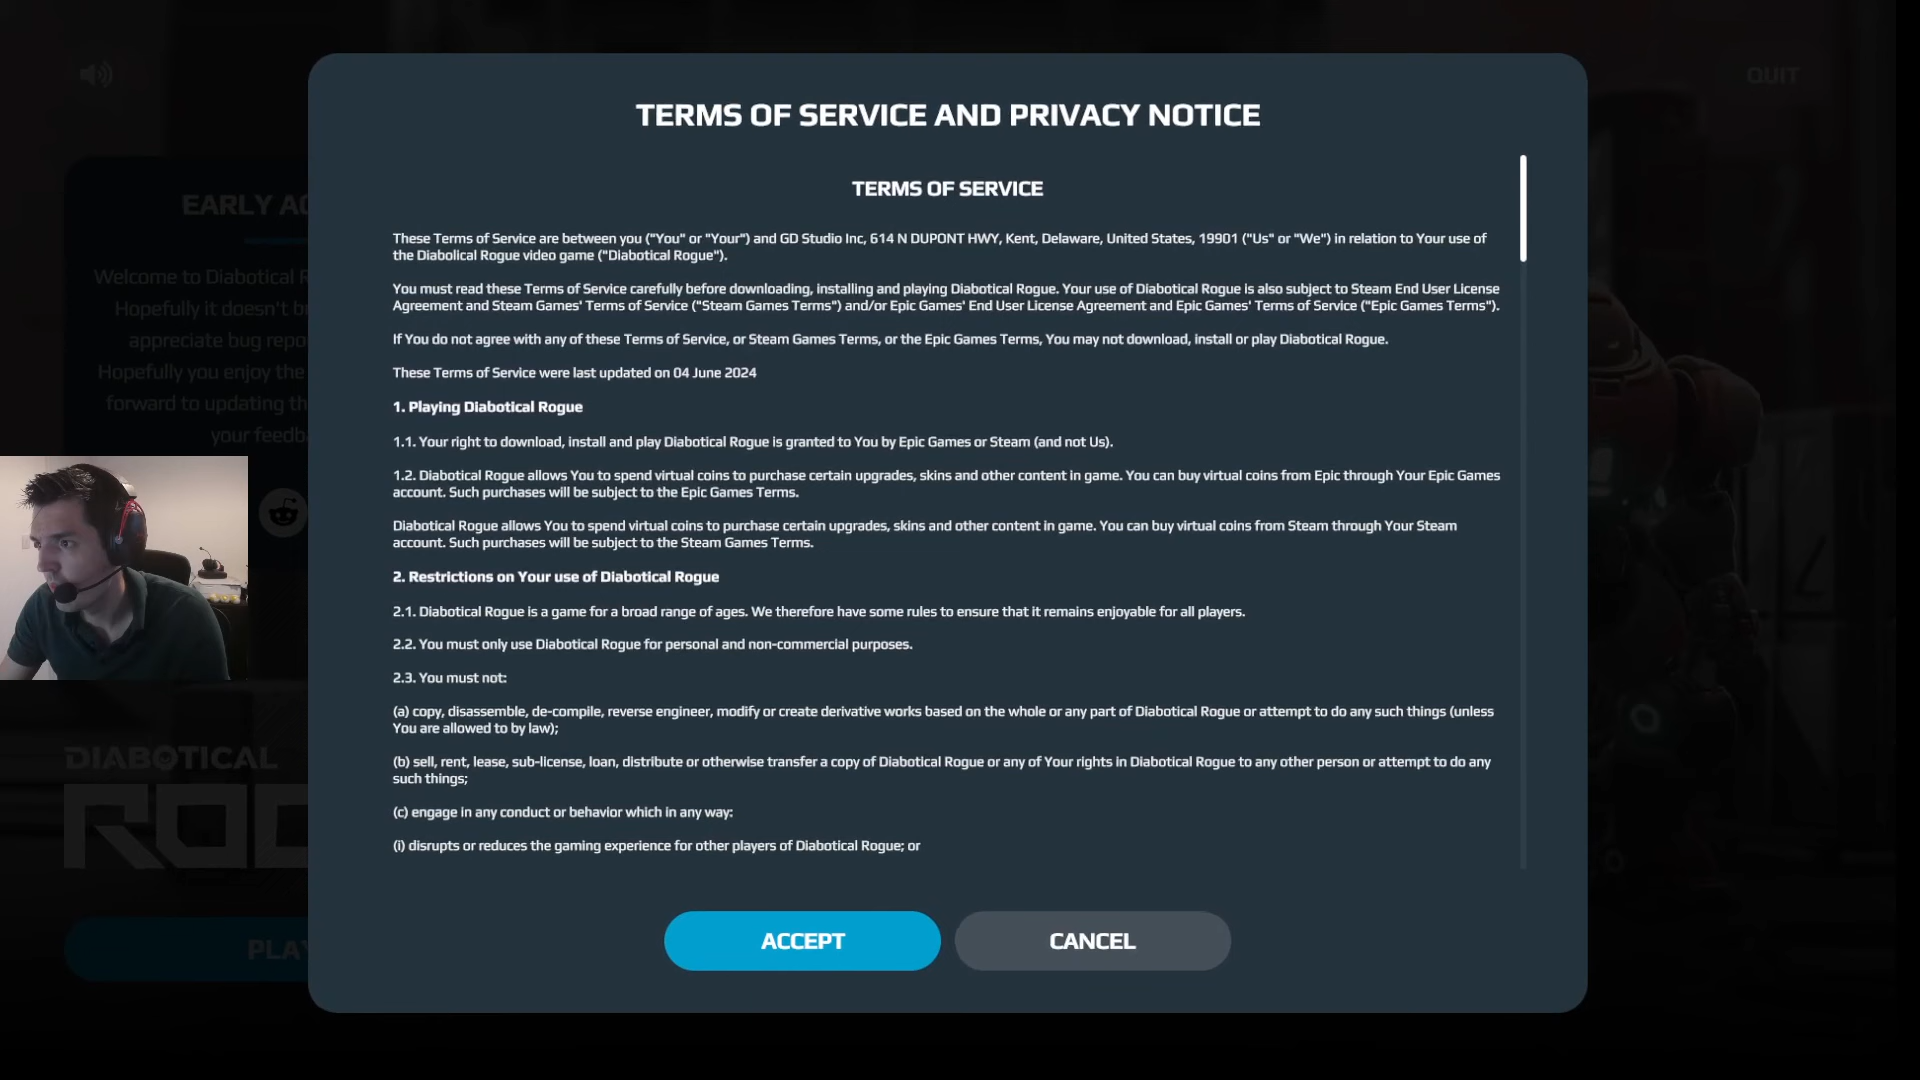 QUIT
TERMS OF SERVICE AND PRIVACY NOTICE
TERMS OF SERVICE
These Terms of Service are between you ("You" or "Your") and GD Studio Inc, 614 N DUPONT HWY, Kent, Delaware, United States, 19901 ("Us" or "We") in relation to Your use of
the Diabolical Rogue video game ("Diabotical Rogue").
You must read these Terms of Service carefully before downloading, installing and playing Diabotical Rogue. Your use of Diabotical Rogue is also subject to Steam End User License
Agreement and Steam Games' Terms of Service ("Steam Games Terms") and/or Epic Games' End User License Agreement and Epic Games' Terms of Service ("Epic Games Terms").
If You do not agree with any of these Terms of Service, or Steam Games Terms, or the Epic Games Terms, You may not download, install or play Diabotical Rogue.
These Terms of Service were last updated on 04 June 2024
1. Playing Diabotical Rogue
1.1. Your right to download, install and play Diabotical Rogue is granted to You by Epic Games or Steam (and not Us).
1.2. Diabotical Rogue allows You to spend virtual coins to purchase certain upgrades, skins and other content in game. You can buy virtual coins from Epic through Your Epic Games
account. Such purchases will be subject to the Epic Games Terms.
Diabotical Rogue allows You to spend virtual coins to purchase certain upgrades, skins and other content in game. You can buy virtual coins from Steam through Your Steam
account. Such purchases will be subject to the Steam Games Terms.
2. Restrictions on Your use of Diabotical Rogue
2.1. Diabotical Rogue is a game for a broad range of ages. We therefore have some rules to ensure that it remains enjoyable for all players.
2.2. You must only use Diabotical Rogue for personal and non-commercial purposes.
2.3. You must not:
(a) copy, disassemble, de-compile, reverse engineer, modify or create derivative works based on the whole or any part of Diabotical Rogue or attempt to do any such things (unless
You are allowed to by law);
(b) sell, rent, lease, sub-license, loan, distribute or otherwise transfer a copy of Diabotical Rogue or any of Your rights in Diabotical Rogue to any other person or attempt to do any
such things;
(c) engage in any conduct or behavior which in any way:
(i) disrupts or reduces the gaming experience for other players of Diabotical Rogue; or
ACCEPT
CANCEL
EARLY AC
Welcome to Diabotical R
Hopefully it doesn't br
appreciate bug repo
Hopefully you enjoy the
forward to updating th
your feedba
DIABOTICAL
ROG
PLAY